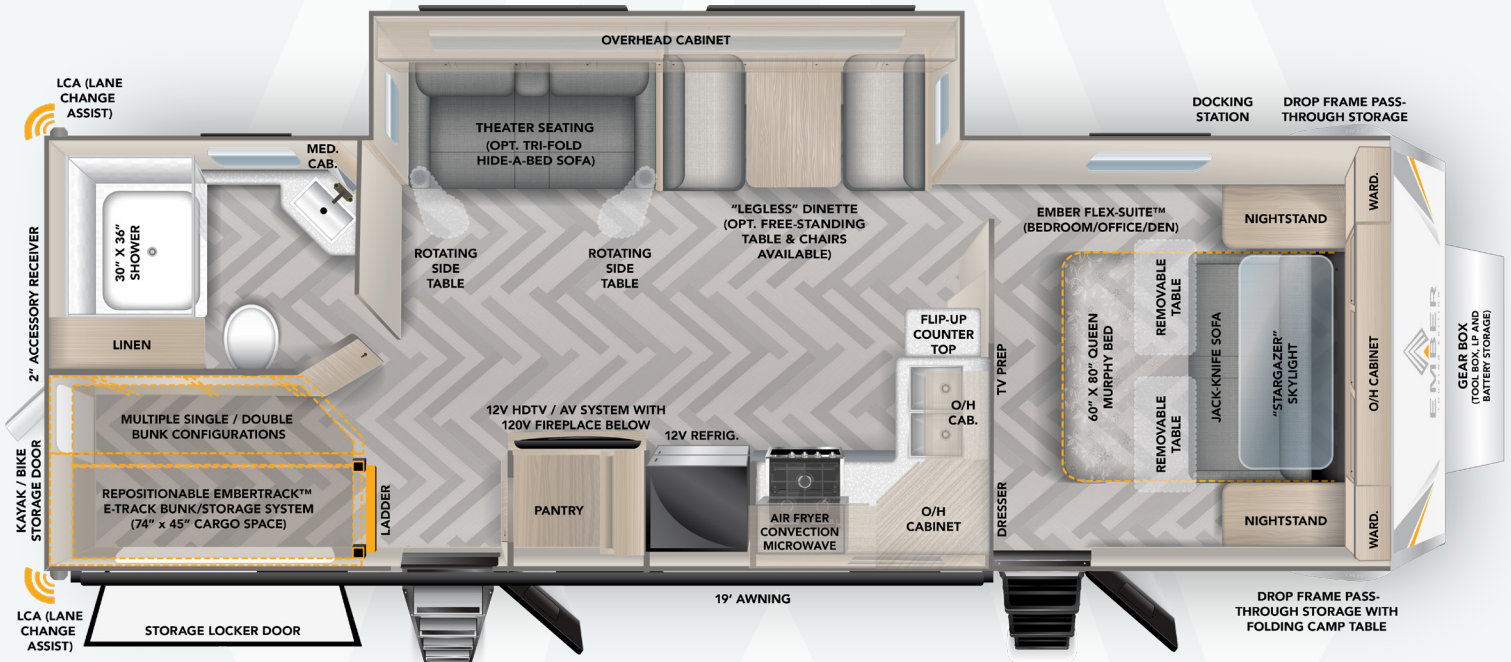 OVERHEAD CABINET
LCA (LANE
CHANGE
ASSIST)
THEATER SEATING
(OPT. TRI-FOLD
HIDE-A-BED SOFA)
DOCKING
STATION
DROP FRAME PASS-
THROUGH STORAGE
MED.
CAB.
30” X 36”
SHOWER
LINEN
2” ACCESSORY RECEIVER
ROTATING
SIDE
TABLE
ROTATING
SIDE
TABLE
“LEGLESS” DINETTE
(OPT. FREE-STANDING
TABLE & CHAIRS
AVAILABLE)
EMBER FLEX-SUITE™
(BEDROOM/OFFICE/DEN)
NIGHTSTAND
WARD.
FLIP-UP
COUNTER
TOP
TV PREP
60” X 80” QUEEN
MURPHY BED
REMOVABLE
TABLE
REMOVABLE
TABLE
JACK-KNIFE SOFA
“STARGAZER”
SKYLIGHT
O/H CABINET
EMBER
GEAR BOX
(TOOL BOX, LP AND
BATTERY STORAGE)
MULTIPLE SINGLE / DOUBLE
BUNK CONFIGURATIONS
12V HDTV / AV SYSTEM WITH
120V FIREPLACE BELOW
12V REFRIG.
O/H
CAB.
KAYAK / BIKE
STORAGE DOOR
REPOSITIONABLE EMBERTRACK™
E-TRACK BUNK/STORAGE SYSTEM
(74” x 45” CARGO SPACE)
LADDER
PANTRY
AIR FRYER
CONVECTION
MICROWAVE
O/H
CABINET
DRESSER
NIGHTSTAND
WARD.
LCA (LANE
CHANGE
ASSIST)
STORAGE LOCKER DOOR
19’ AWNING
DROP FRAME PASS-
THROUGH STORAGE WITH
FOLDING CAMP TABLE